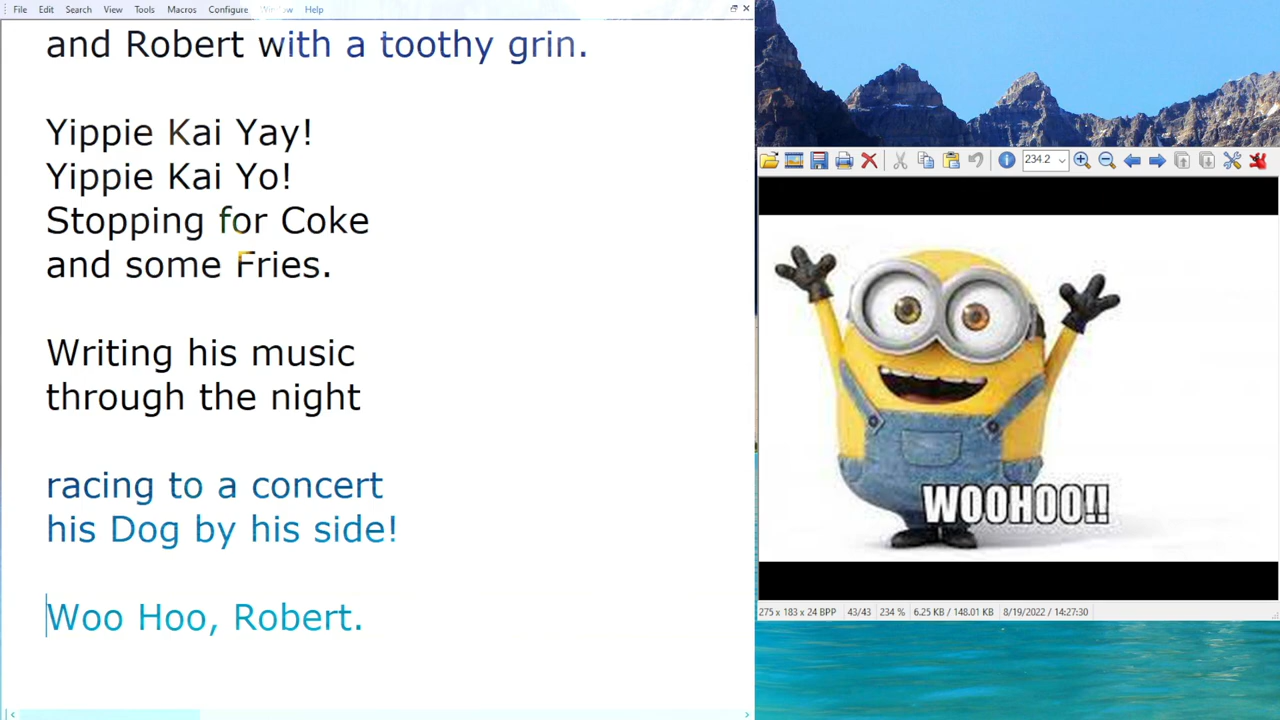 File Edit Search View Tools Macros Configure Window Help
and Robert with a toothy grin.
Yippie Kai Yay!
Yippie Kai Yo!
Stopping for Coke
and some Fries.
Writing his music
through the night
racing to a concert
his Dog by his side!
Woo Hoo, Robert.
234.2
WOOHOO!!
275 x 183 x 24 BPP 43/43 234 % 6.25 KB / 148.01 KB 8/19/2022 / 14:27:30